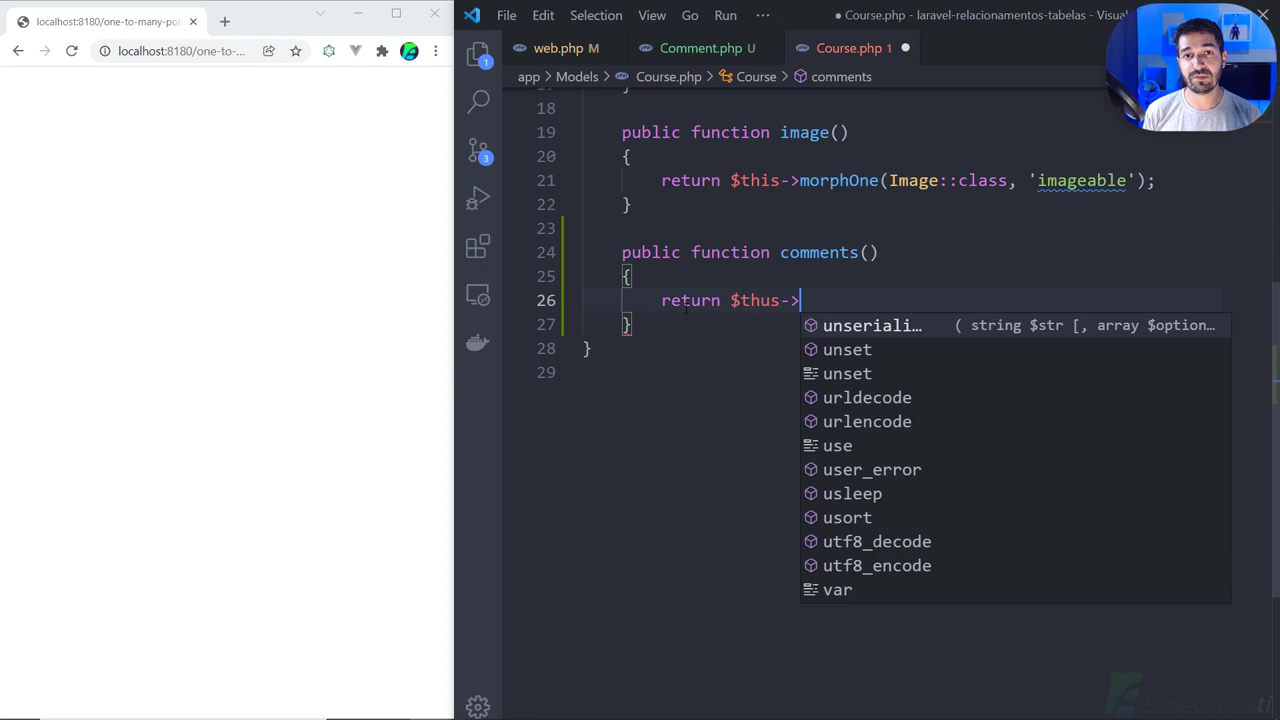 localhost:8180/one-to-many-pol
File Edit Selection View Go Run ···
Course.php - laravel-relacionamentos-tabelas - Visual
localhost:8180/one-to-...
web.php M
Comment.php U
Course.php 1
app > Models > Course.php > Course > comments
1
3
18
19 public function image()
20 {
21 return $this->morphOne(Image::class, 'imageable');
22 }
23
24 public function comments()
25 {
26 return $thus->
27 }
28 }
29
unseriali... ( string $str [, array $option...
unset
unset
urldecode
urlencode
use
user_error
usleep
usort
utf8_decode
utf8_encode
var